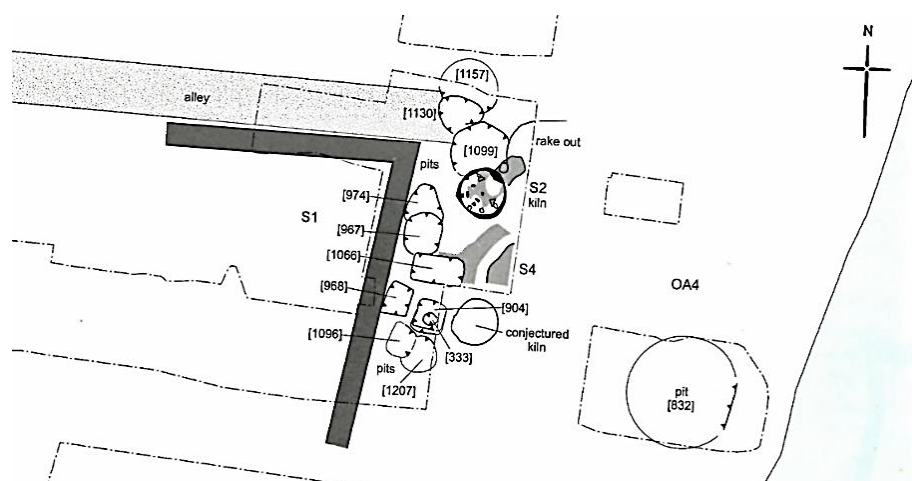 N
[1157]
alley
[1130]
rake out
[1099]
pits
S2
kiln
[974]
S1
[967]
[1066]
S4
OA4
[968]
[904]
[1096]
conjectured
kiln
[333]
pits
[1207]
pit
[832]